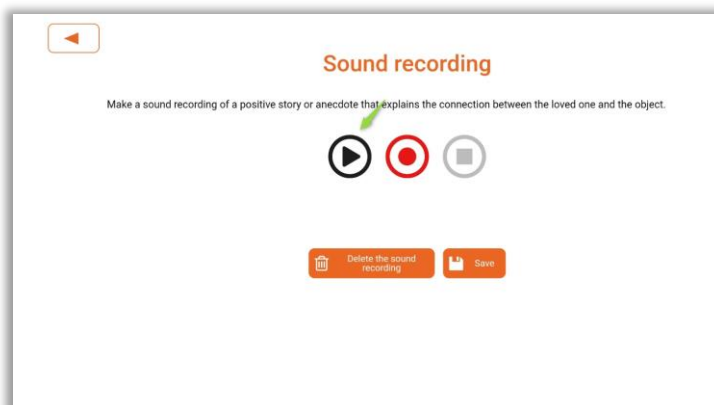 Sound recording
Make a sound recording of a positive story or anecdote that explains the connection between the loved one and the object.
Delete the sound
recording
Save